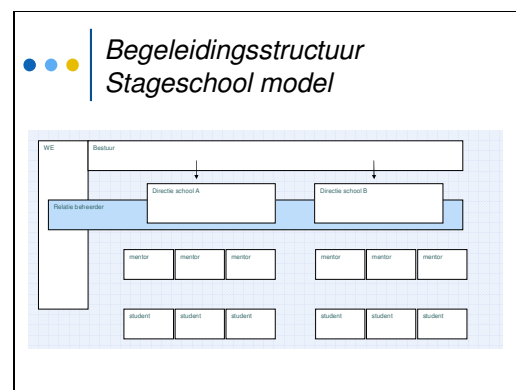 Begeleidingsstructuur
Stageschool model
WE Bestuur
Directie school A Directie school B
Relatie beheerder
mentor mentor mentor mentor mentor mentor
student student student student student student